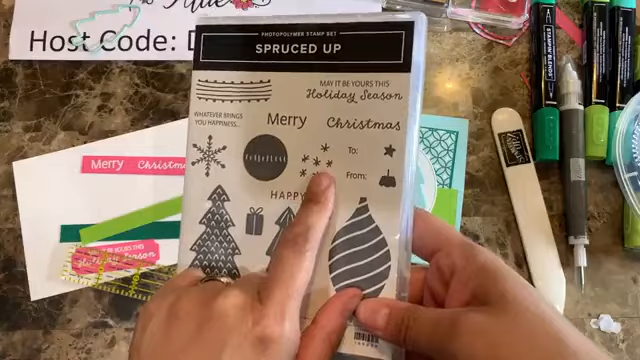 Host Code: D
PHOTOPOLYMER STAMP SET
SPRUCED UP
MAY IT BE YOURS THIS
Holiday Season
WHATEVER BRINGS
YOU HAPPINESS...
Merry
Christmas
To:
From:
HAPPY
Merry
Christmas
STAMPIN' BLENDS